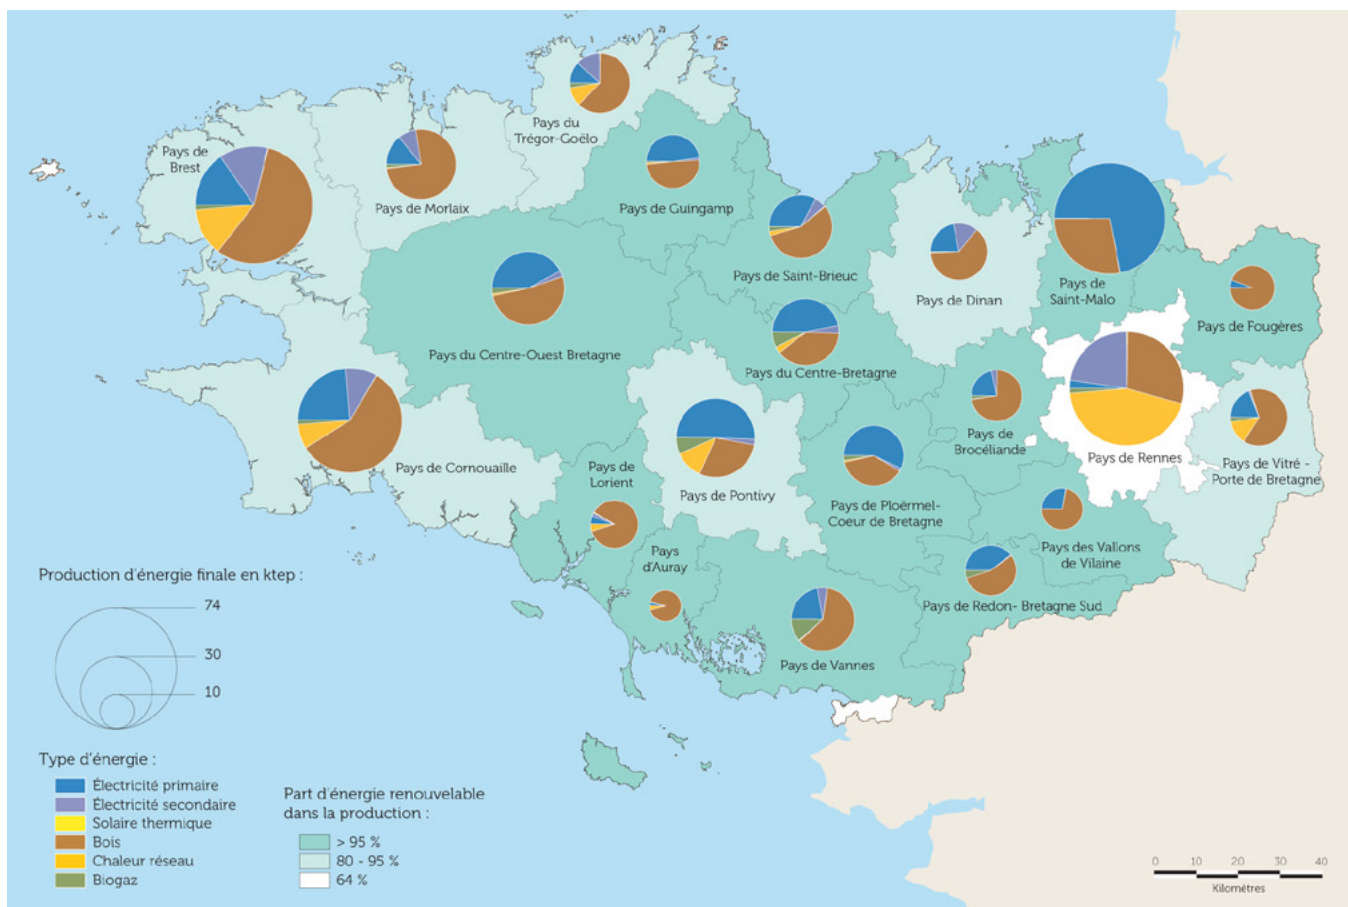 Pays du
Trégor-Goëlo
Pays de
Brest
Pays de Morlaix
Pays de Guingamp
Pays de Saint-Brieuc
Pays de Dinan
Pays de
Saint-Malo
Pays de Fougères
Pays du Centre-Ouest Bretagne
Pays du Centre-Bretagne
Pays de
Brocéliande
Pays de Rennes
Pays de Vitré -
Porte de Bretagne
Pays de Cornouaille
Pays de
Lorient
Pays de Pontivy
Pays de Ploërmel-
Coeur de Bretagne
Pays des Vallons
de Vilaine
Pays
d'Auray
Pays de Redon- Bretagne Sud
Pays de Vannes
Production d'énergie finale en ktep :
74
30
10
Type d'énergie :
Électricité primaire
Électricité secondaire
Solaire thermique
Bois
Chaleur réseau
Biogaz
Part d'énergie renouvelable
dans la production :
> 95 %
80 - 95 %
64 %
0 10 20 30 40
Kilomètres